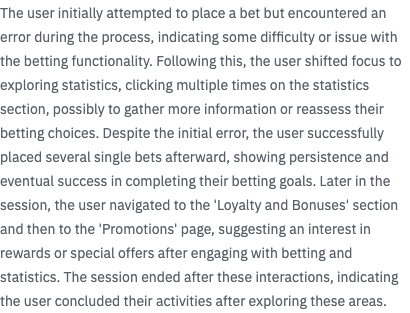 The user initially attempted to place a bet but encountered an
error during the process, indicating some difficulty or issue with
the betting functionality. Following this, the user shifted focus to
exploring statistics, clicking multiple times on the statistics
section, possibly to gather more information or reassess their
betting choices. Despite the initial error, the user successfully
placed several single bets afterward, showing persistence and
eventual success in completing their betting goals. Later in the
session, the user navigated to the 'Loyalty and Bonuses' section
and then to the 'Promotions' page, suggesting an interest in
rewards or special offers after engaging with betting and
statistics. The session ended after these interactions, indicating
the user concluded their activities after exploring these areas.